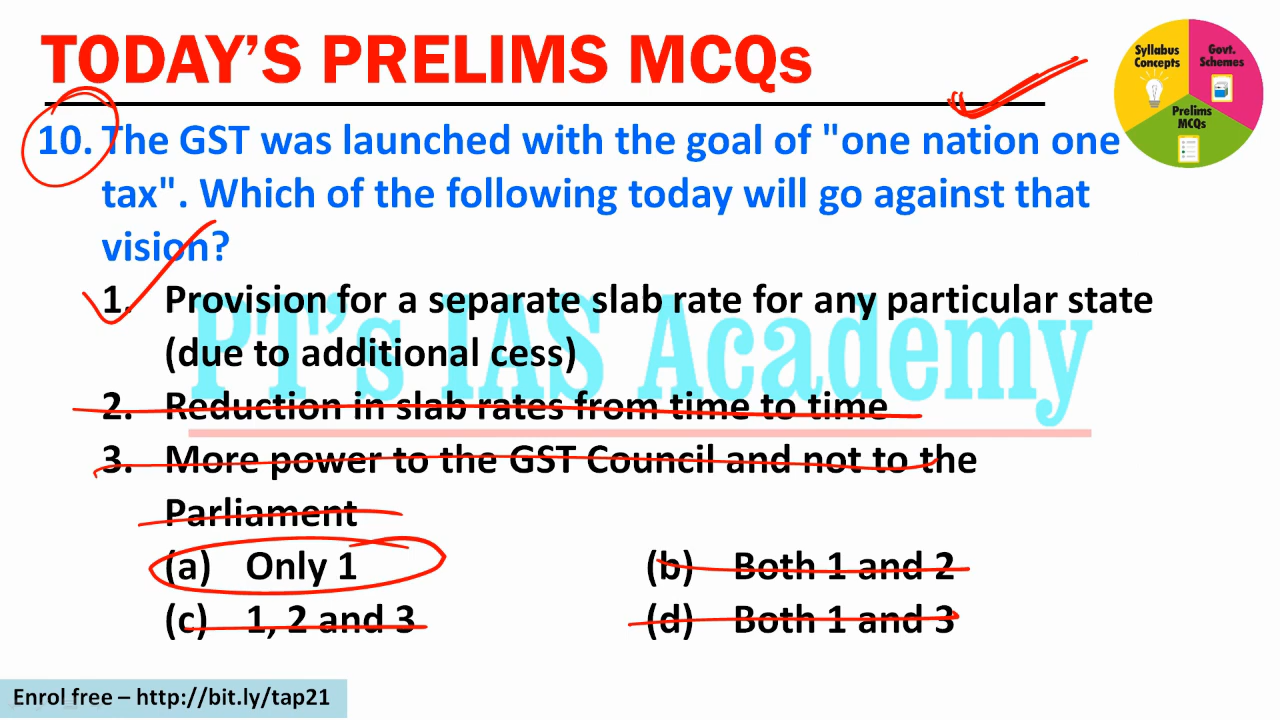 TODAY'S PRELIMS MCQs
Syllabus Concepts
Govt. Schemes
Prelims MCQs
10. The GST was launched with the goal of "one nation one
tax". Which of the following today will go against that
vision?
1. Provision for a separate slab rate for any particular state
(due to additional cess)
2. Reduction in slab rates from time to time
3. More power to the GST Council and not to the
Parliament
(a) Only 1 (b) Both 1 and 2
(c) 1, 2 and 3 (d) Both 1 and 3
PT's IAS Academy
Enrol free – http://bit.ly/tap21